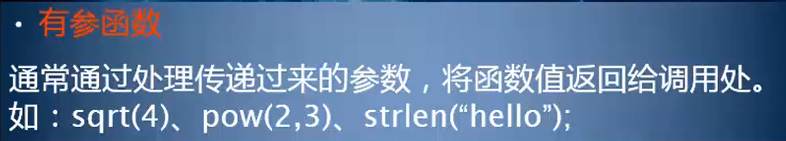 · 有参函数
通常通过处理传递过来的参数，将函数值返回给调用处。
如：sqrt(4)、pow(2,3)、strlen(“hello”);